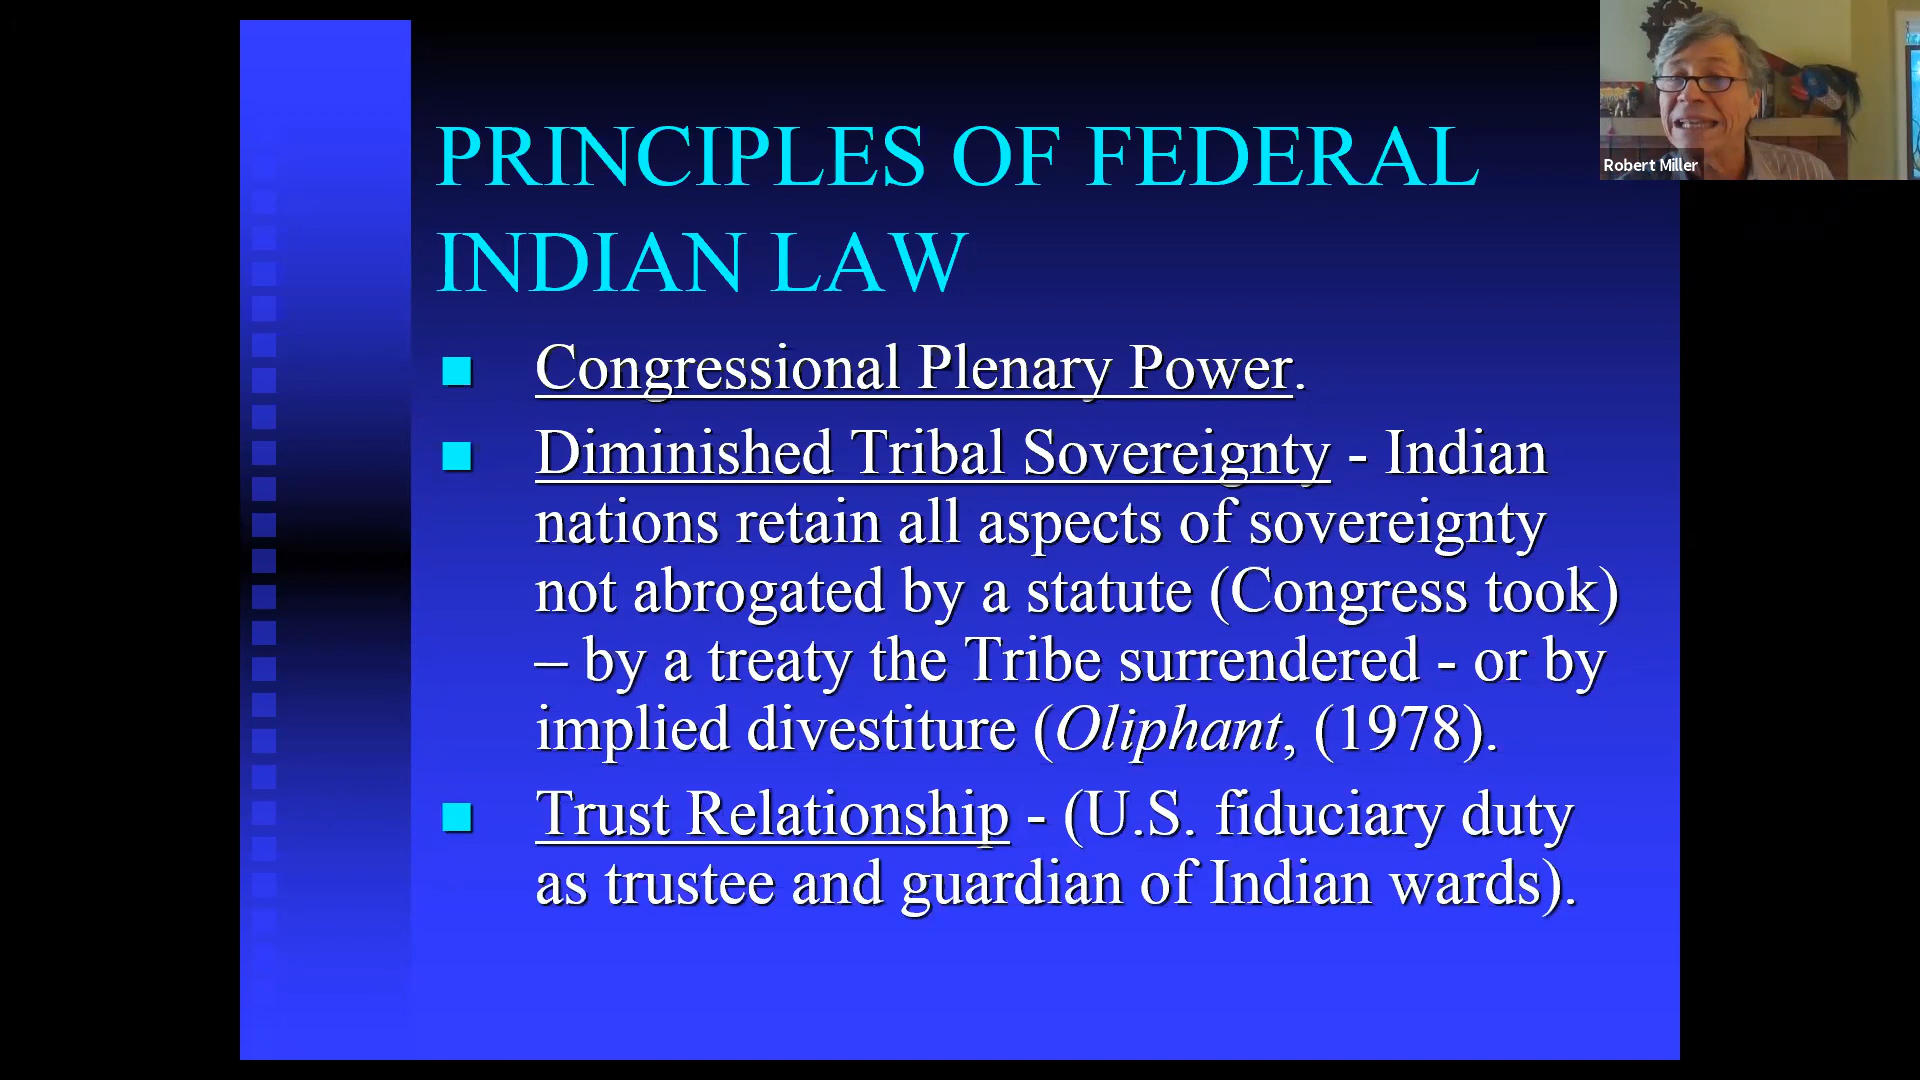 PRINCIPLES OF FEDERAL
INDIAN LAW
Congressional Plenary Power.
Diminished Tribal Sovereignty - Indian
nations retain all aspects of sovereignty
not abrogated by a statute (Congress took)
– by a treaty the Tribe surrendered - or by
implied divestiture (Oliphant, (1978).
Trust Relationship - (U.S. fiduciary duty
as trustee and guardian of Indian wards).
Robert Miller